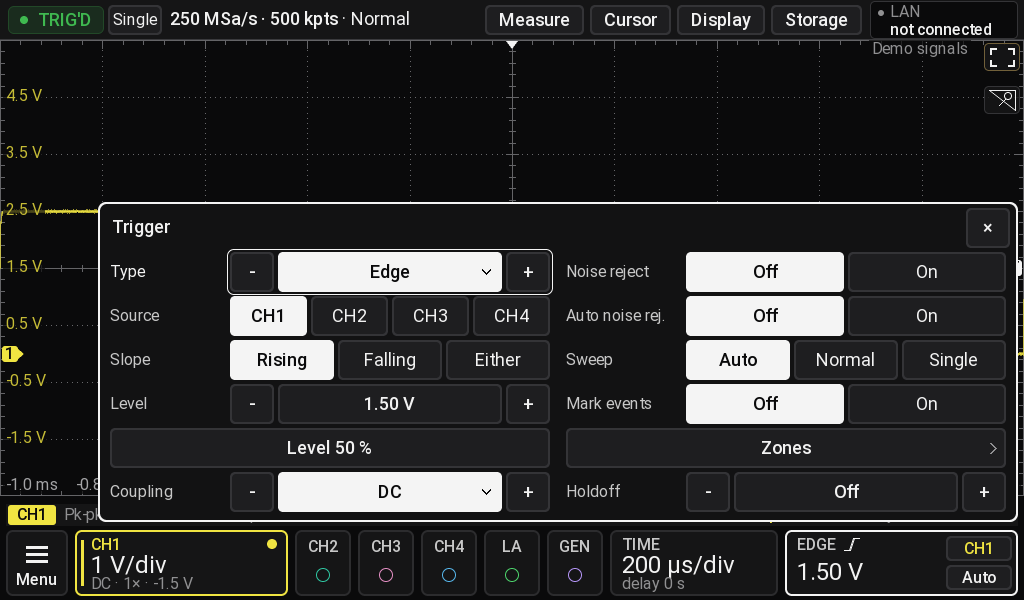 TRIG'D Single 250 MSa/s · 500 kpts · Normal Measure Cursor Display Storage LAN
not connected
Demo signals
4.5 V
3.5 V
2.5 V
1.5 V
0.5 V
1
-0.5 V
-1.5 V
-1.0 ms
Trigger ×
Type - Edge + Noise reject Off On
Source CH1 CH2 CH3 CH4 Auto noise rej. Off On
Slope Rising Falling Either Sweep Auto Normal Single
Level - 1.50 V + Mark events Off On
Level 50 % Zones
Coupling - DC + Holdoff - Off +
CH1
Menu
CH1
1 V/div
DC · 1× · -1.5 V
CH2 CH3 CH4 LA GEN
TIME
200 µs/div
delay 0 s
EDGE CH1
1.50 V Auto